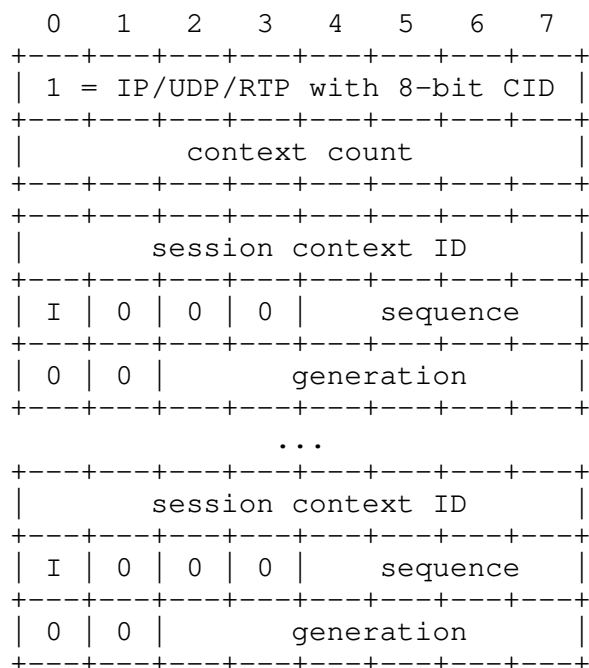 0   1   2   3   4   5   6   7
+---+---+---+---+---+---+---+---+
| 1 = IP/UDP/RTP with 8-bit CID |
+---+---+---+---+---+---+---+---+
|         context count         |
+---+---+---+---+---+---+---+---+
+---+---+---+---+---+---+---+---+
|       session context ID      |
+---+---+---+---+---+---+---+---+
| I | 0 | 0 | 0 |    sequence   |
+---+---+---+---+---+---+---+---+
| 0 | 0 |       generation      |
+---+---+---+---+---+---+---+---+
               ...
+---+---+---+---+---+---+---+---+
|       session context ID      |
+---+---+---+---+---+---+---+---+
| I | 0 | 0 | 0 |    sequence   |
+---+---+---+---+---+---+---+---+
| 0 | 0 |       generation      |
+---+---+---+---+---+---+---+---+